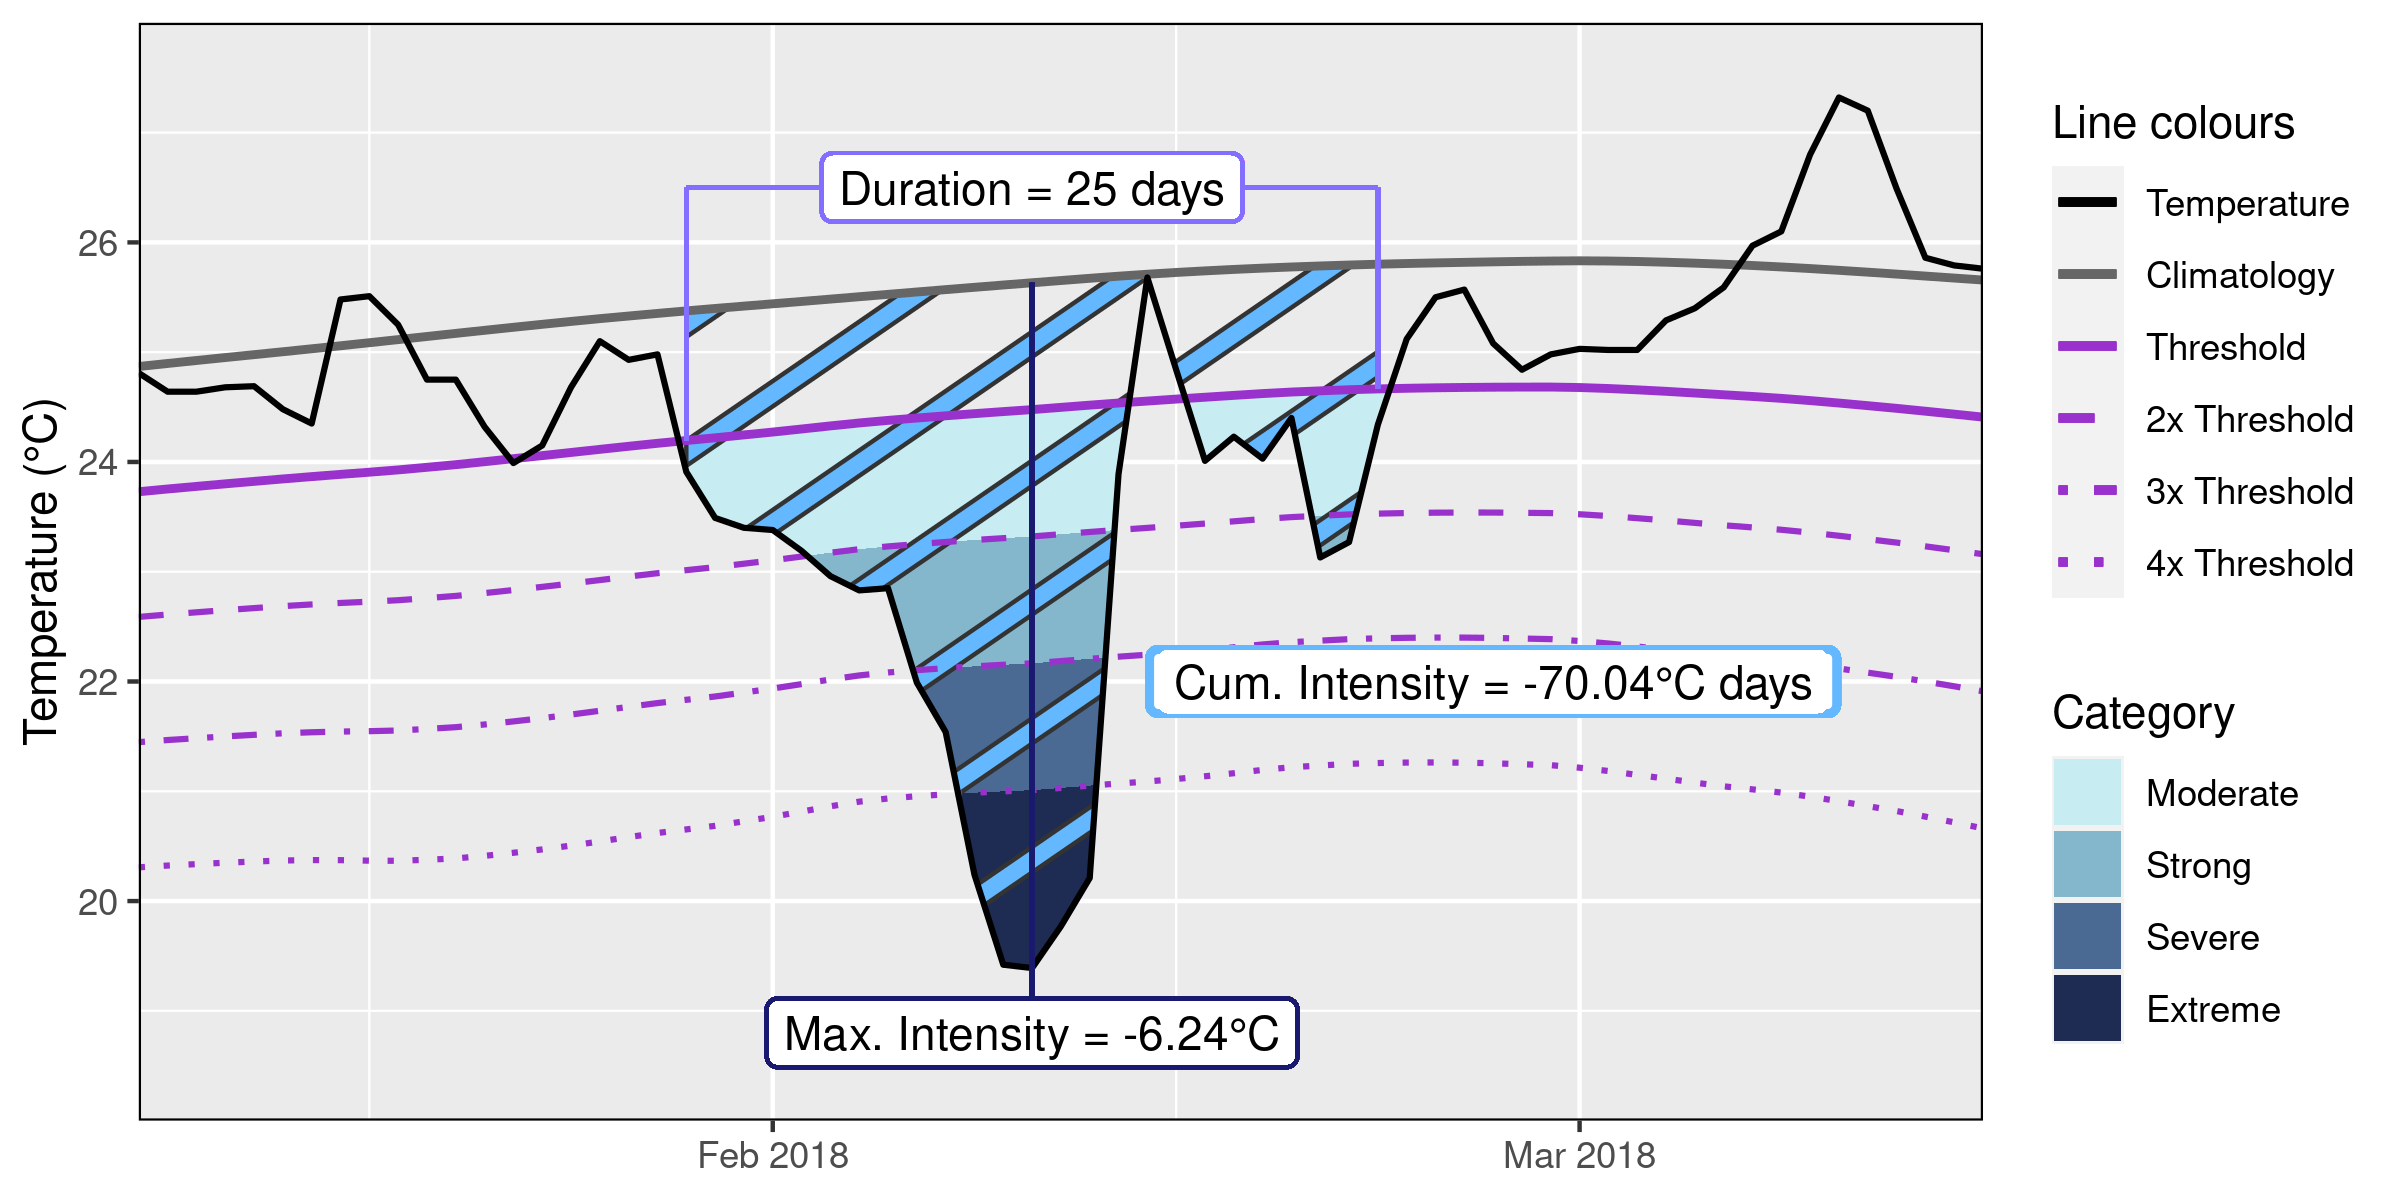 Temperature (°C)
26
24
22
20
Feb 2018
Mar 2018
Duration = 25 days
Cum. Intensity = -70.04°C days
Max. Intensity = -6.24°C
Line colours
Temperature
Climatology
Threshold
2x Threshold
3x Threshold
4x Threshold
Category
Moderate
Strong
Severe
Extreme